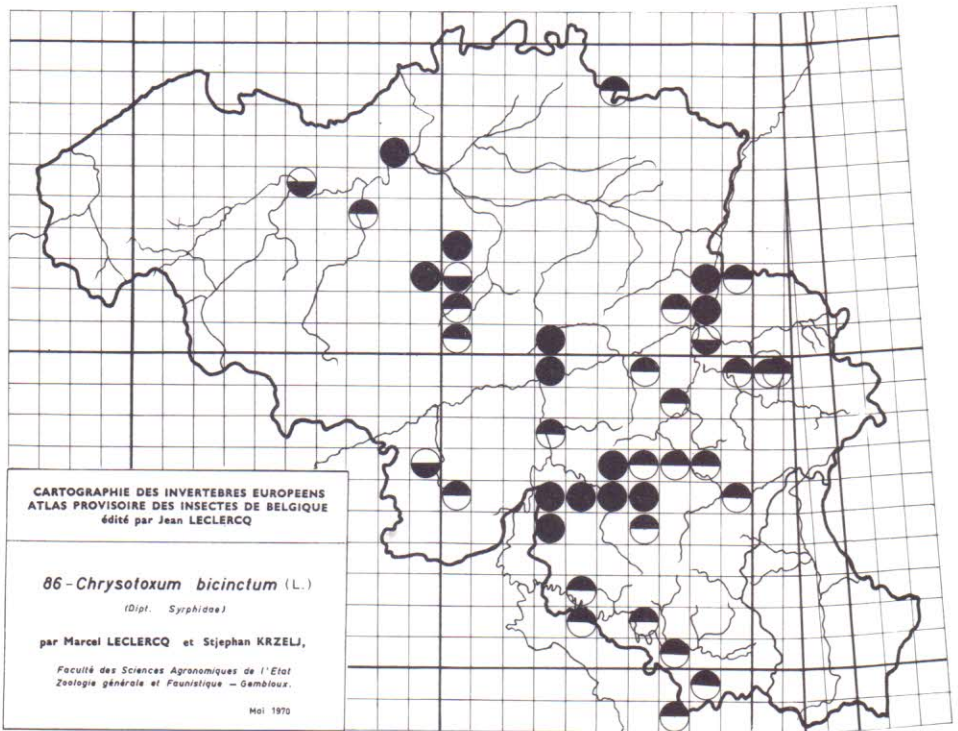 CARTOGRAPHIE DES INVERTEBRES EUROPEENS
ATLAS PROVISOIRE DES INSECTES DE BELGIQUE
édité par Jean LECLERCQ
86-Chrysotoxum bicinctum (L.)
(Dipt. Syrphidae)
par Marcel LECLERCQ et Stjephan KRZELJ,
Faculté des Sciences Agronomiques de l'Etat
Zoologie générale et Faunistique – Gembloux.
Mai 1970